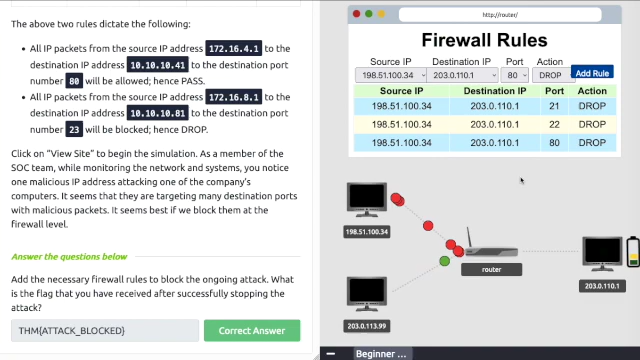 The above two rules dictate the following:
All IP packets from the source IP address 172.16.4.1 to the
destination IP address 10.10.10.41 to the destination port
number 80 will be allowed; hence PASS.
All IP packets from the source IP address 172.16.8.1 to the
destination IP address 10.10.10.81 to the destination port
number 23 will be blocked; hence DROP.
Click on "View Site" to begin the simulation. As a member of the
SOC team, while monitoring the network and systems, you notice
one malicious IP address attacking one of the company's
computers. It seems that they are targeting many destination ports
with malicious packets. It seems best if we block them at the
firewall level.
Answer the questions below
Add the necessary firewall rules to block the ongoing attack. What
is the flag that you have received after successfully stopping the
attack?
THM{ATTACK_BLOCKED}
Correct Answer
http://router/
Firewall Rules
Source IP Destination IP Port Action
198.51.100.34 203.0.110.1 80 DROP Add Rule
Source IP Destination IP Port Action
198.51.100.34 203.0.110.1 21 DROP
198.51.100.34 203.0.110.1 22 DROP
198.51.100.34 203.0.110.1 80 DROP
198.51.100.34
router
203.0.110.1
203.0.113.99
Beginner ...